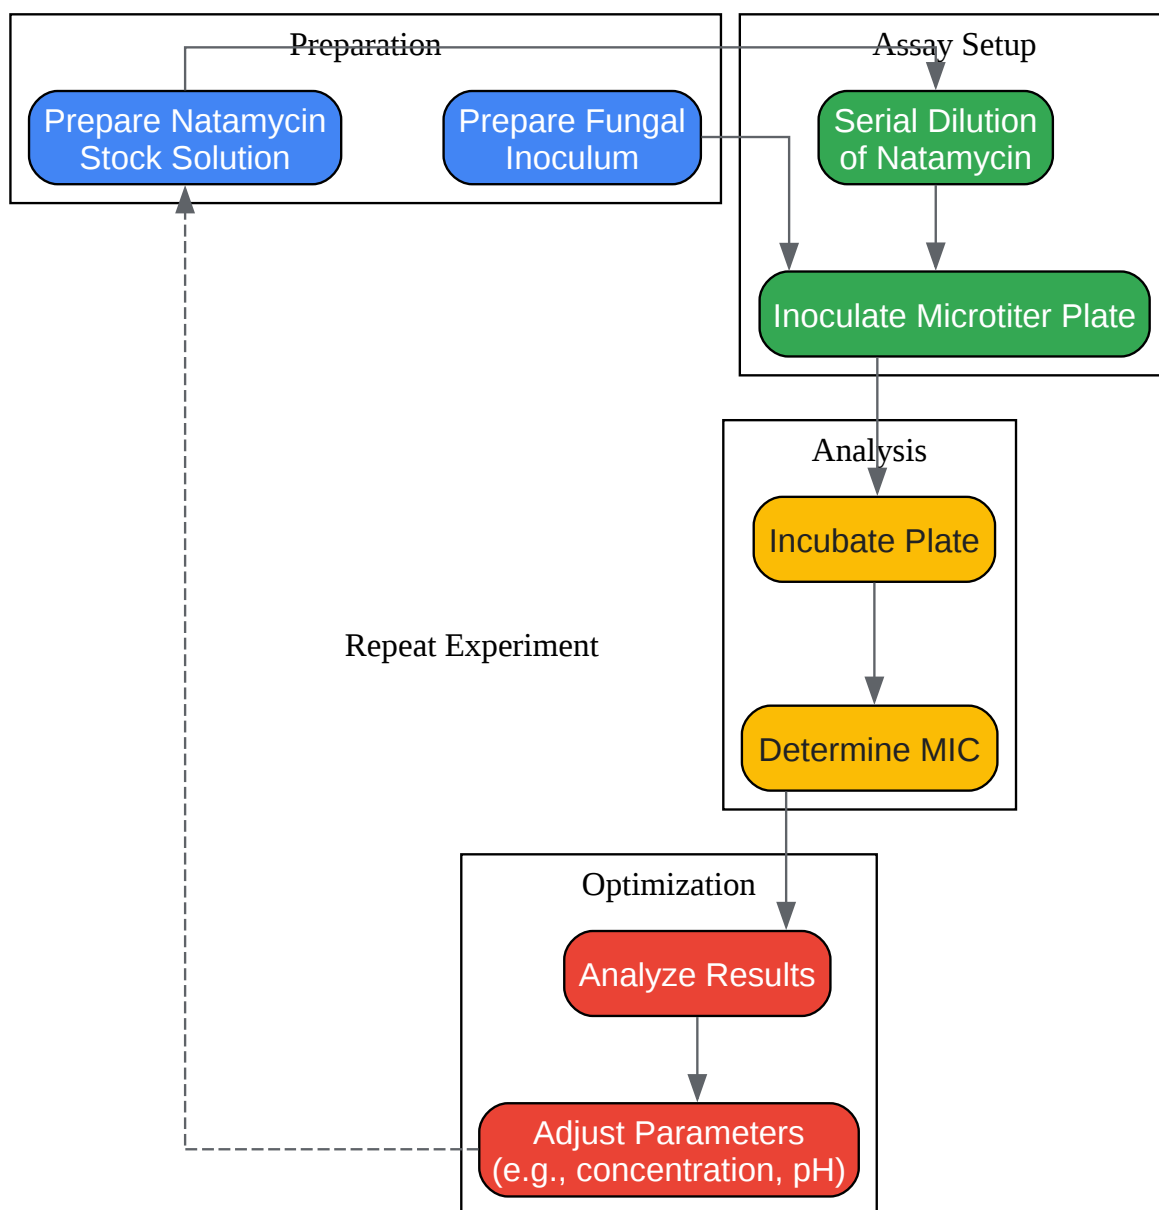 Preparation
Assay Setup
Prepare Natamycin
Stock Solution
Prepare Fungal
Inoculum
Serial Dilution
of Natamycin
Inoculate Microtiter Plate
Analysis
Incubate Plate
Repeat Experiment
Determine MIC
Optimization
Analyze Results
Adjust Parameters
(e.g., concentration, pH)